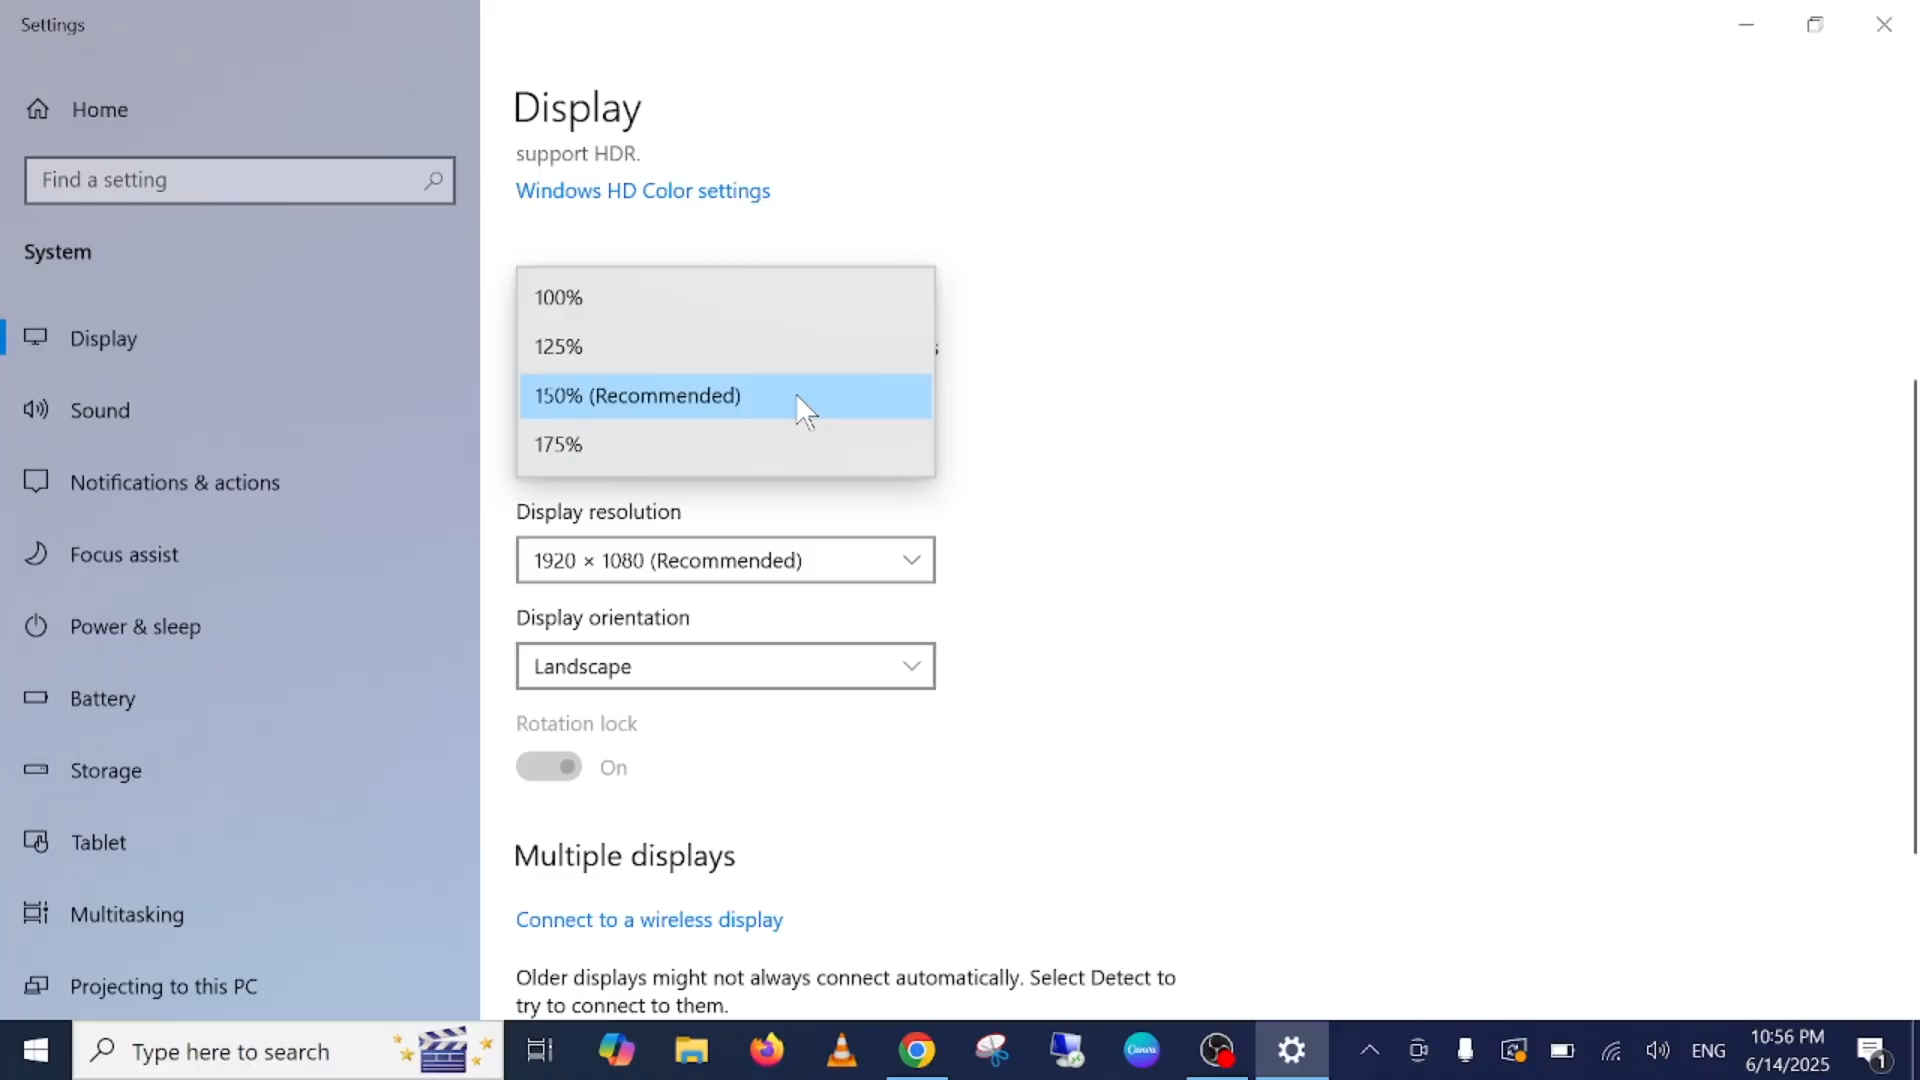 Settings
Home
Find a setting
System
Display
Sound
Notifications & actions
Focus assist
Power & sleep
Battery
Storage
Tablet
Multitasking
Projecting to this PC
Display
support HDR.
Windows HD Color settings
100%
125%
150% (Recommended)
175%
Display resolution
1920 × 1080 (Recommended)
Display orientation
Landscape
Rotation lock
On
Multiple displays
Connect to a wireless display
Older displays might not always connect automatically. Select Detect to
try to connect to them.
Type here to search
Canva
ENG
10:56 PM
6/14/2025
1